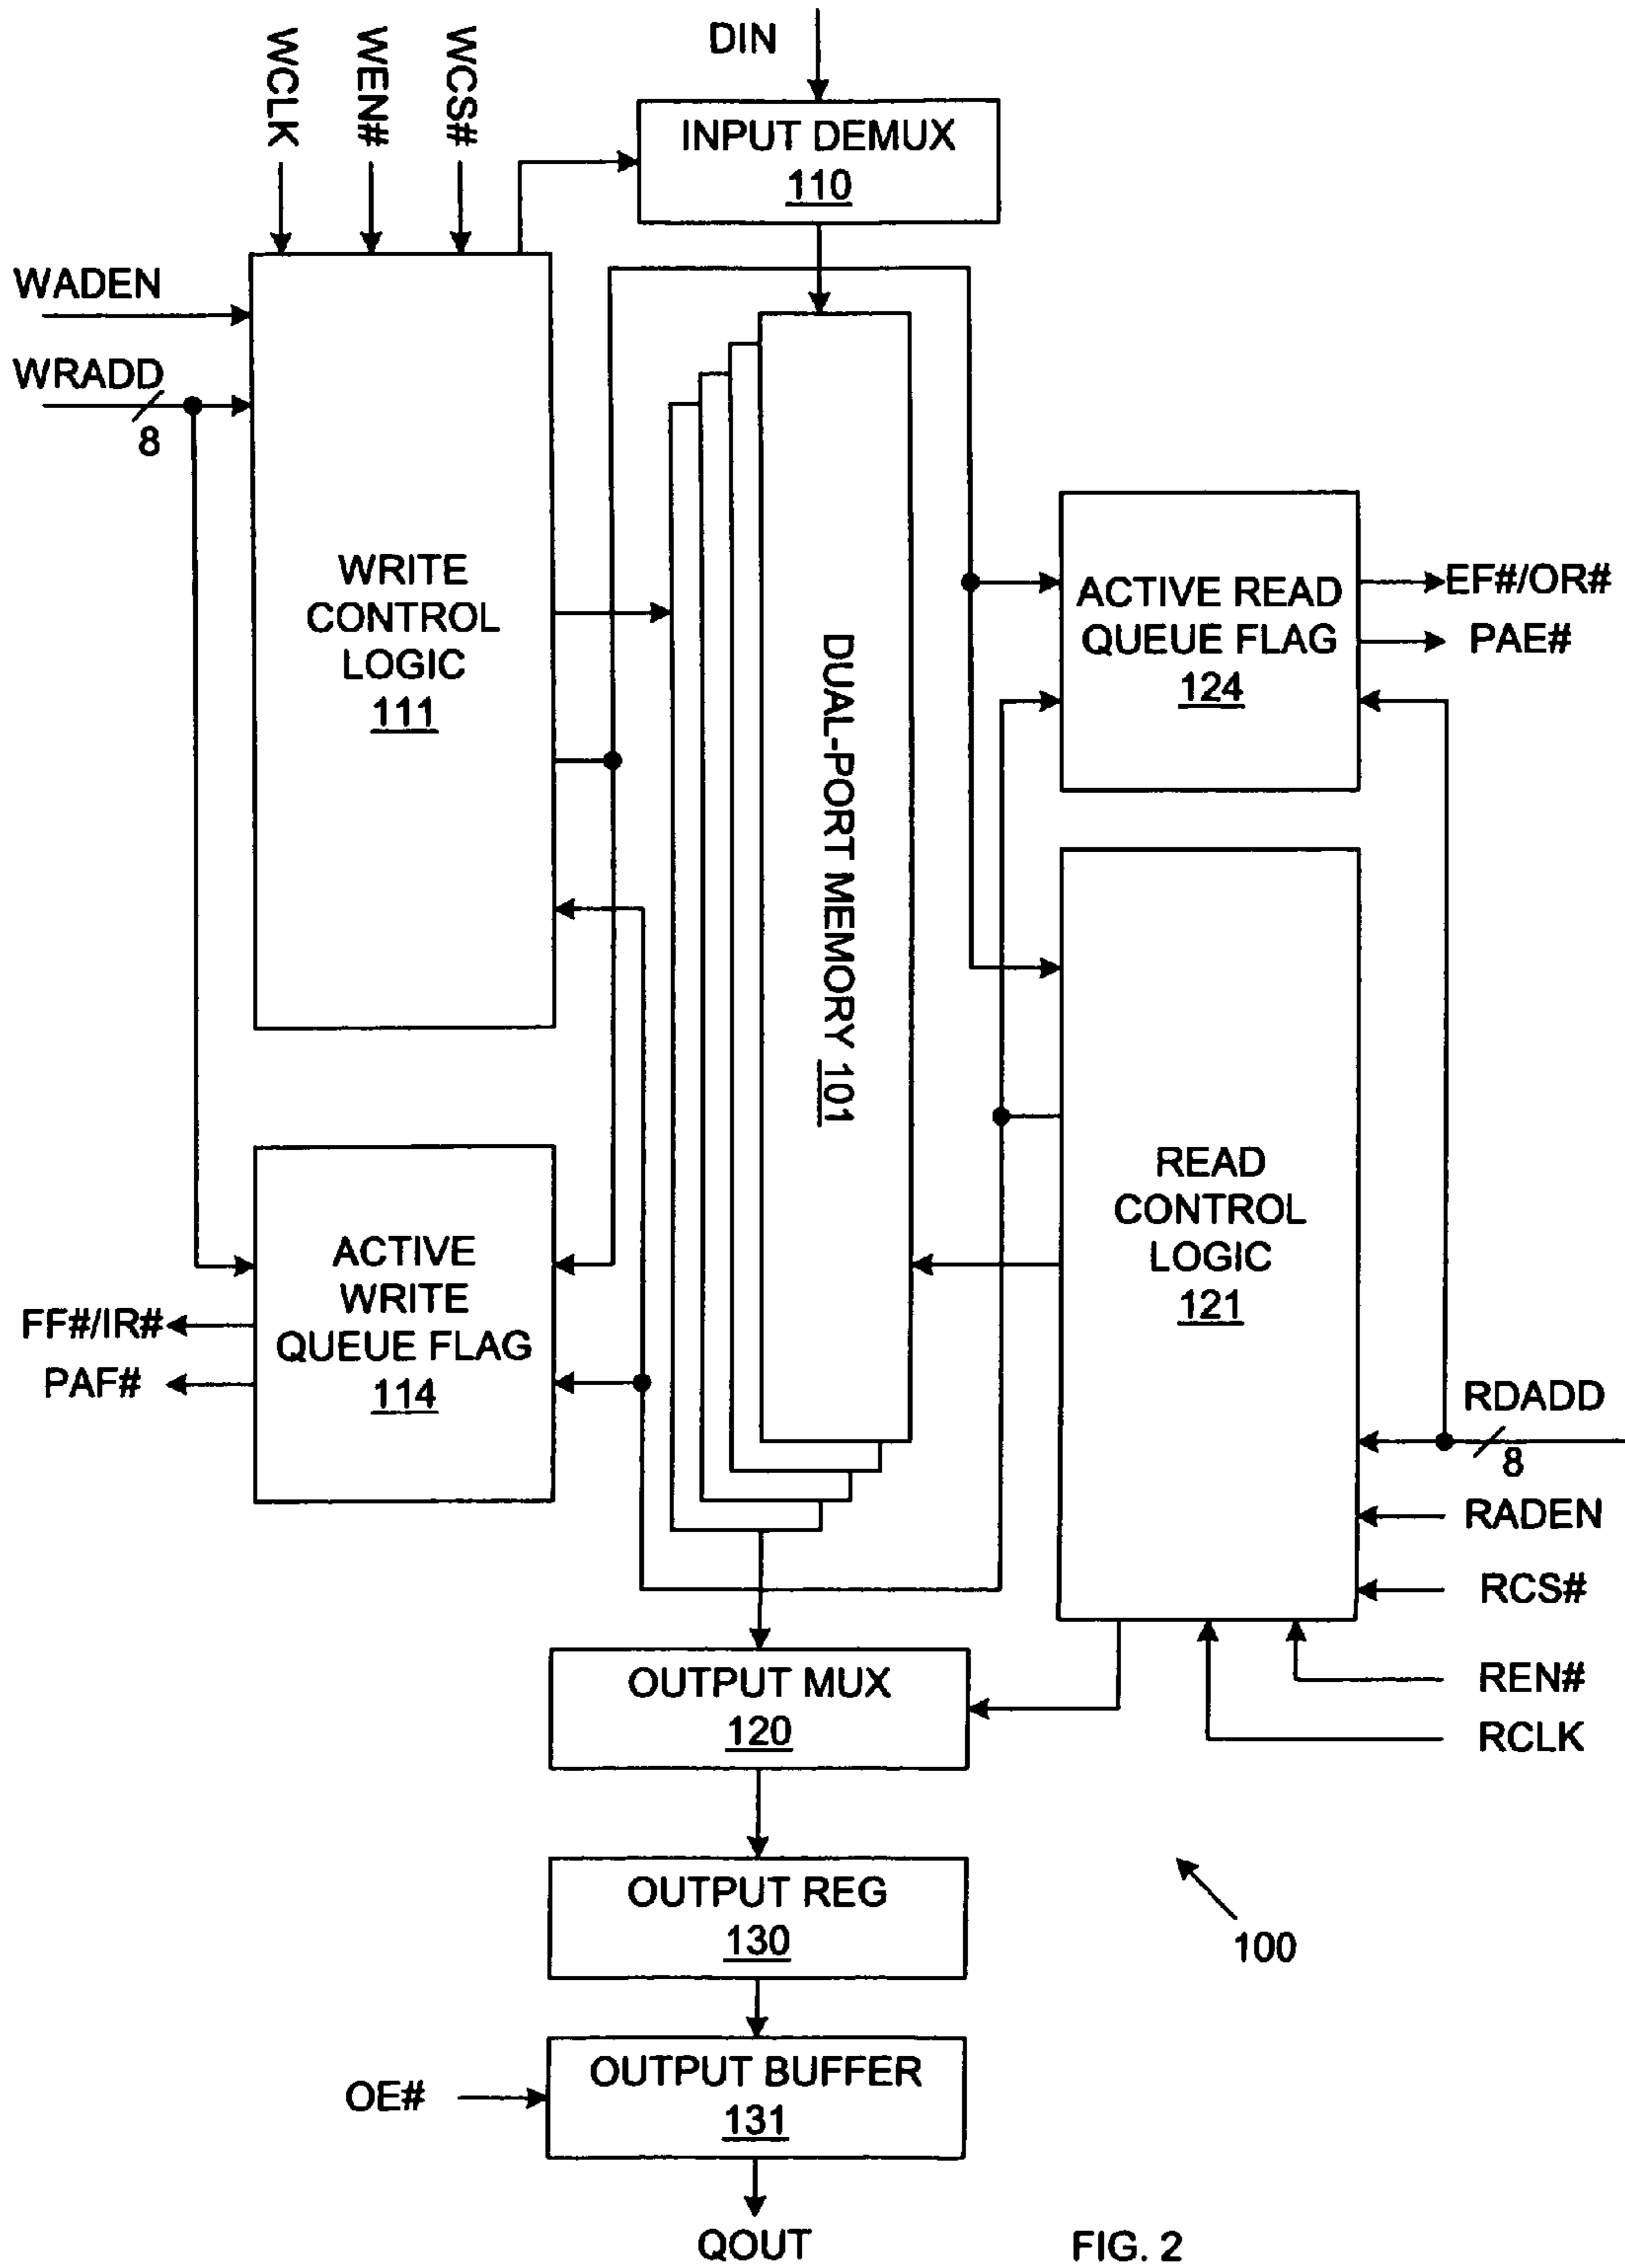 DIN
WCLK
WEN#
WCS#
INPUT DEMUX
110
WADEN
WRADD
8
WRITE
CONTROL
LOGIC
111
DUAL-PORT MEMORY 101
ACTIVE READ
QUEUE FLAG
124
EF#/OR#
PAE#
READ
CONTROL
LOGIC
121
ACTIVE
WRITE
QUEUE FLAG
114
FF#/IR#
PAF#
RDADD
8
RADEN
RCS#
REN#
RCLK
OUTPUT MUX
120
OUTPUT REG
130
100
OUTPUT BUFFER
131
OE#
QOUT
FIG. 2